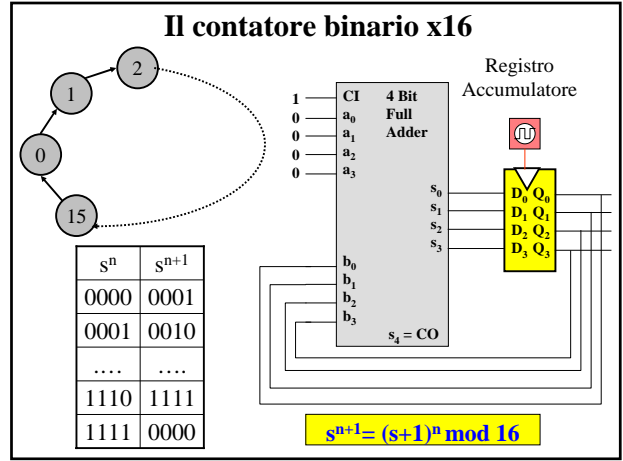 Il contatore binario x16
2
1
0
15
Registro
Accumulatore
1 CI 4 Bit
0 a₀ Full
0 a₁ Adder
0 a₂
0 a₃
s₀ D₀ Q₀
s₁ D₁ Q₁
s₂ D₂ Q₂
s₃ D₃ Q₃
b₀
b₁
b₂
b₃
s₄ = CO
sⁿ sⁿ⁺¹
0000 0001
0001 0010
…. ….
1110 1111
1111 0000
sⁿ⁺¹= (s+1)ⁿ mod 16